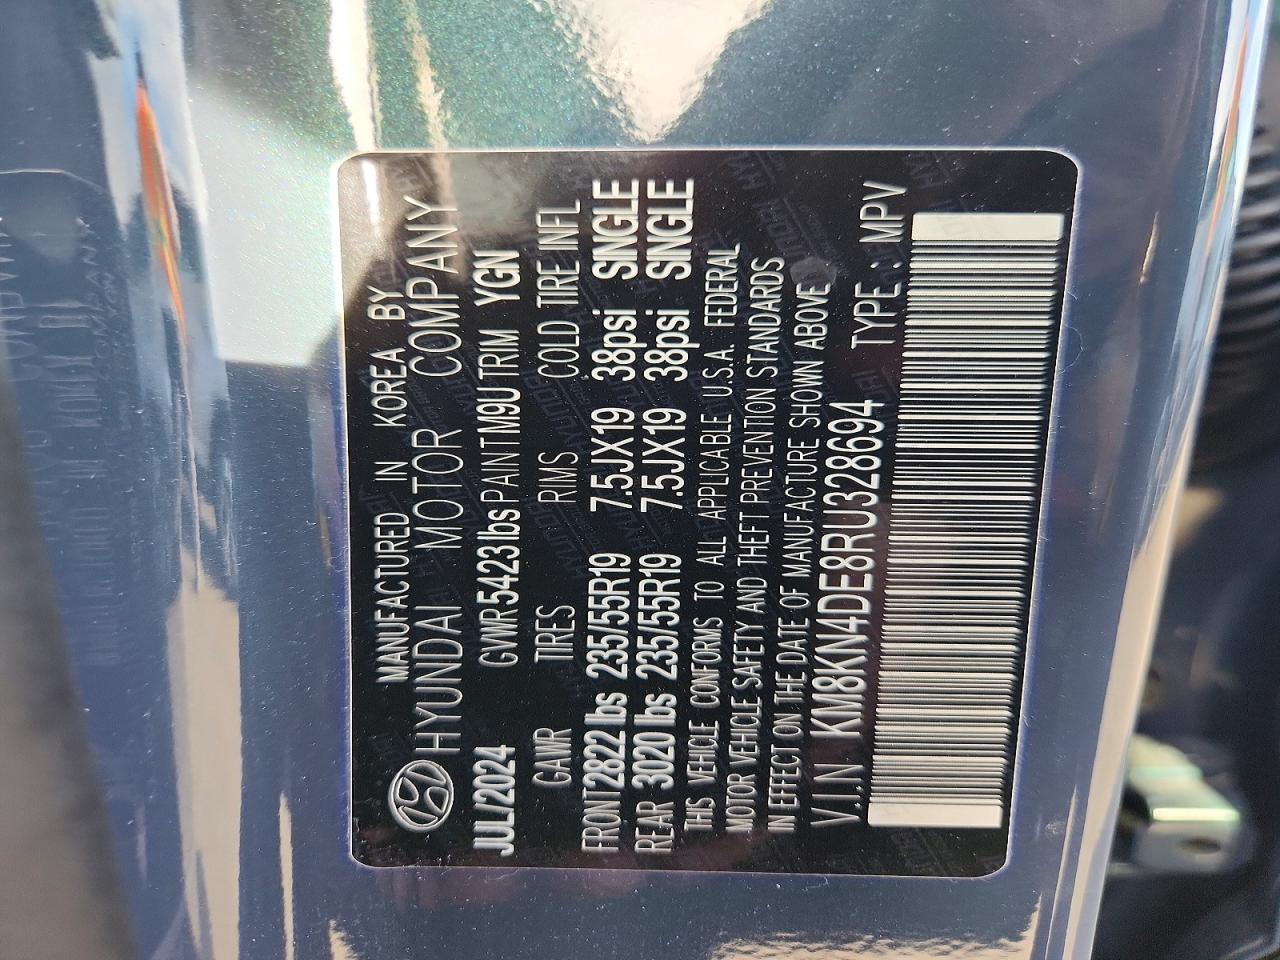 MANUFACTURED IN KOREA BY
HYUNDAI MOTOR COMPANY
JUL/2024 GVWR 5423 lbs PAINT M9U TRIM YGN
GAWR TIRES RIMS COLD TIRE INFL
FRONT 2822 lbs 235/55R19 7.5JX19 38psi SINGLE
REAR 3020 lbs 235/55R19 7.5JX19 38psi SINGLE
THIS VEHICLE CONFORMS TO ALL APPLICABLE U.S.A. FEDERAL
MOTOR VEHICLE SAFETY AND THEFT PREVENTION STANDARDS
IN EFFECT ON THE DATE OF MANUFACTURE SHOWN ABOVE
V.I.N KM8KN4DE8RU328694 TYPE : MPV